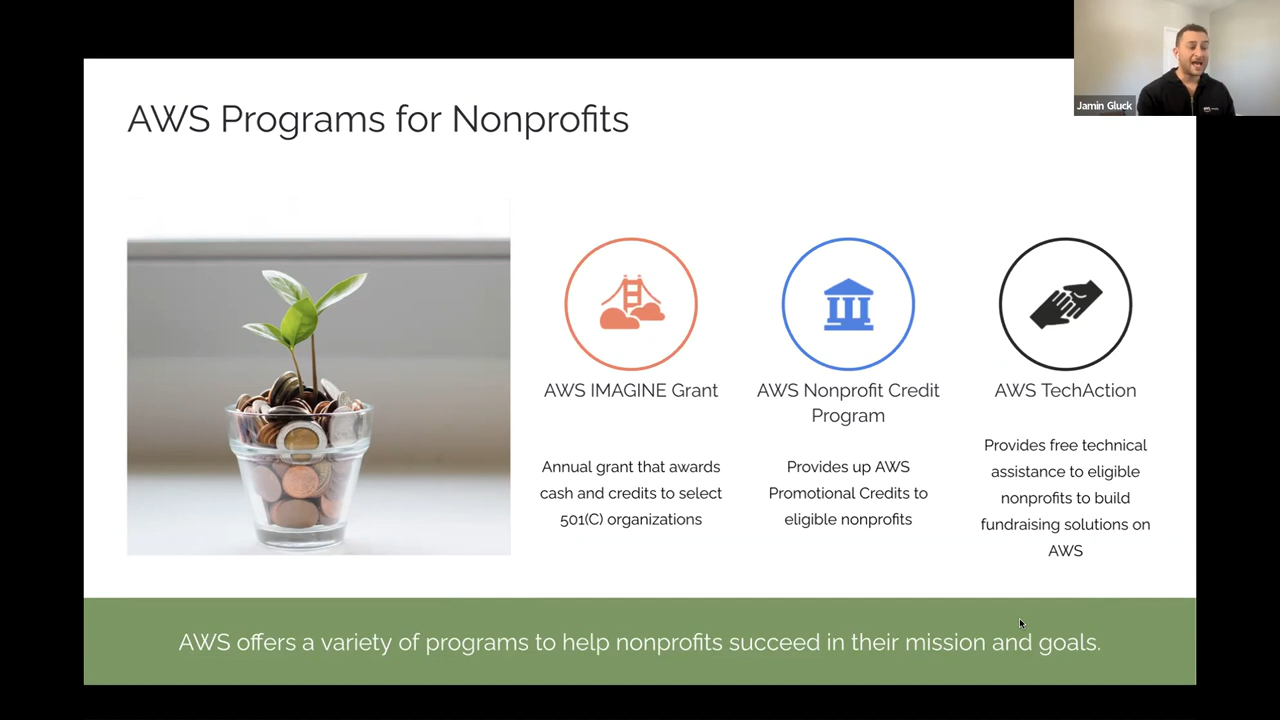 AWS Programs for Nonprofits
Jamin Gluck
AWS IMAGINE Grant
Annual grant that awards
cash and credits to select
501(C) organizations
AWS Nonprofit Credit
Program
Provides up AWS
Promotional Credits to
eligible nonprofits
AWS TechAction
Provides free technical
assistance to eligible
nonprofits to build
fundraising solutions on
AWS
AWS offers a variety of programs to help nonprofits succeed in their mission and goals.